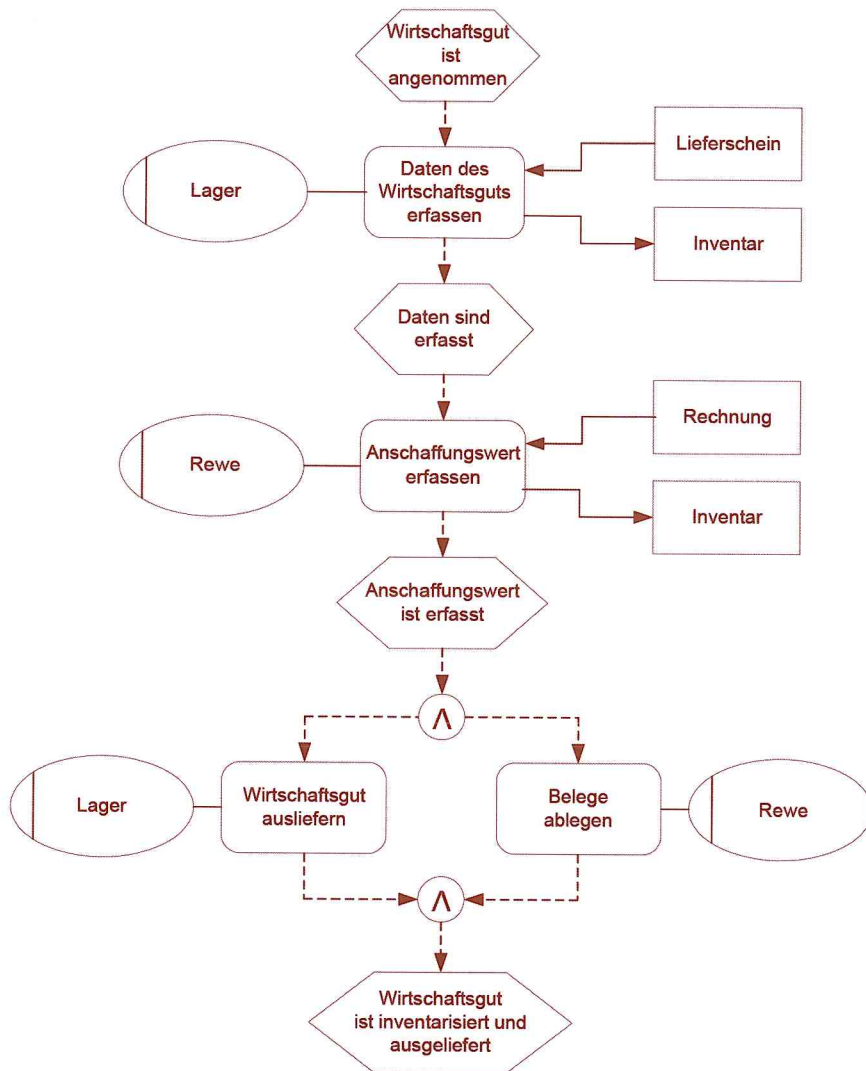 Wirtschaftsgut
ist
angenommen
Lager
Daten des
Wirtschaftsguts
erfassen
Lieferschein
Inventar
Daten sind
erfasst
Rewe
Anschaffungswert
erfassen
Rechnung
Inventar
Anschaffungswert
ist erfasst
Λ
Lager
Wirtschaftsgut
ausliefern
Belege
ablegen
Rewe
Λ
Wirtschaftsgut
ist inventarisiert und
ausgeliefert